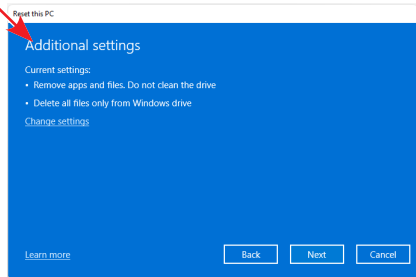 Reset this PC
Additional settings
Current settings:
• Remove apps and files. Do not clean the drive
• Delete all files only from Windows drive
Change settings
Learn more
Back
Next
Cancel